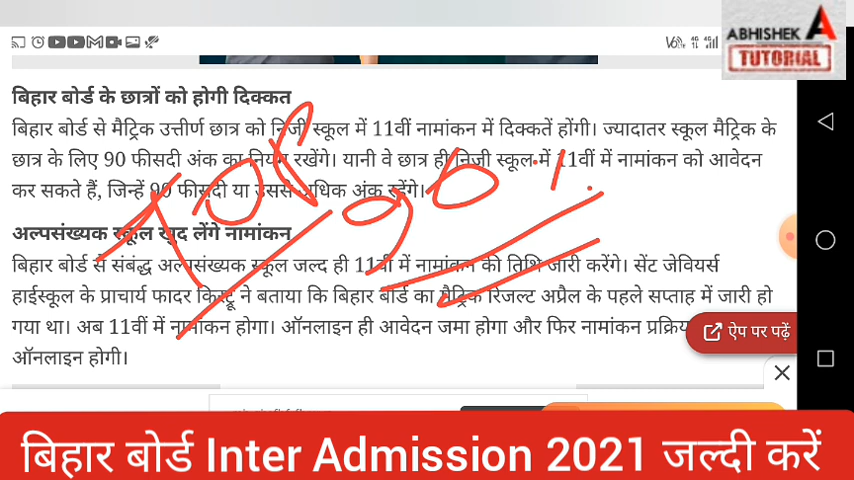 ABHISHEK A
TUTORIAL
बिहार बोर्ड के छात्रों को होगी दिक्कत
बिहार बोर्ड से मैट्रिक उत्तीर्ण छात्र को निजी स्कूल में 11वीं नामांकन में दिक्कतें होंगी। ज्यादातर स्कूल मैट्रिक के
छात्र के लिए 90 फीसदी अंक का नियम रखेंगे। यानी वे छात्र ही निजी स्कूल में 11वीं में नामांकन को आवेदन
कर सकते हैं, जिन्हें 90 फीसदी या उससे अधिक अंक रहेंगे।
TOP
90%
अल्पसंख्यक स्कूल खुद लेंगे नामांकन
बिहार बोर्ड से संबंद्ध अल्पसंख्यक स्कूल जल्द ही 11वीं में नामांकन की तिथि जारी करेंगे। सेंट जेवियर्स
हाईस्कूल के प्राचार्य फादर क्रिस्टू ने बताया कि बिहार बोर्ड का मैट्रिक रिजल्ट अप्रैल के पहले सप्ताह में जारी हो
गया था। अब 11वीं में नामांकन होगा। ऑनलाइन ही आवेदन जमा होगा और फिर नामांकन
ऑनलाइन होगी।
ऐप पर पढ़ें
बिहार बोर्ड Inter Admission 2021 जल्दी करें